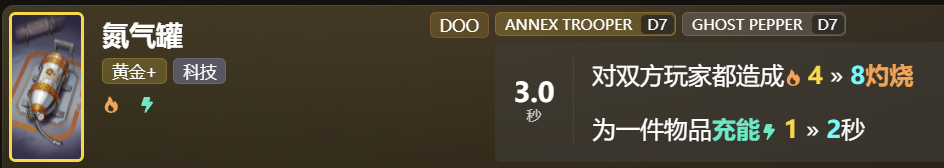 氮气罐
黄金+ 科技
DOO
ANNEX TROOPER D7 GHOST PEPPER D7
3.0
秒
对双方玩家都造成 4 » 8灼烧
为一件物品充能 1 » 2秒